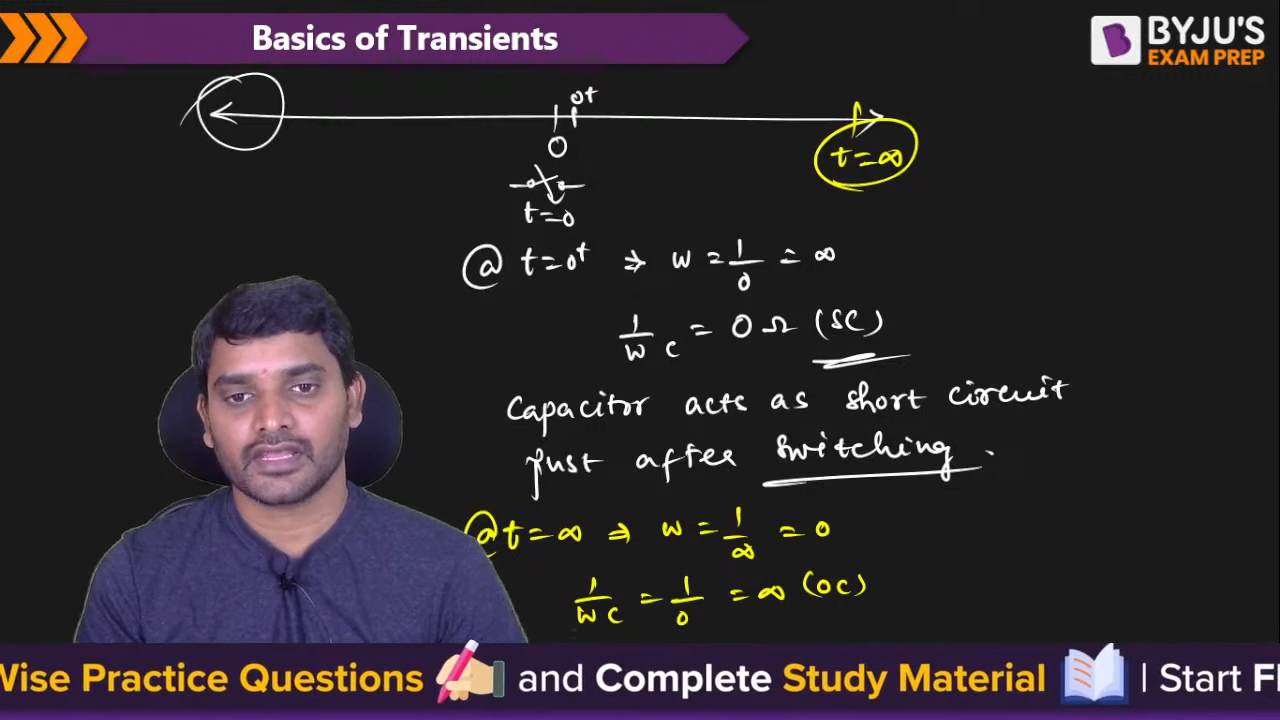 Basics of Transients
BYJU'S
EXAM PREP
0+
0
t=∞
t=0
@ t=0+ ⇒ w = 1/0 = ∞
1/wc = 0 Ω (SC)
Capacitor acts as short circuit
just after switching.
@t=∞ ⇒ w = 1/∞ = 0
1/wc = 1/0 = ∞ (OC)
Wise Practice Questions and Complete Study Material | Start F